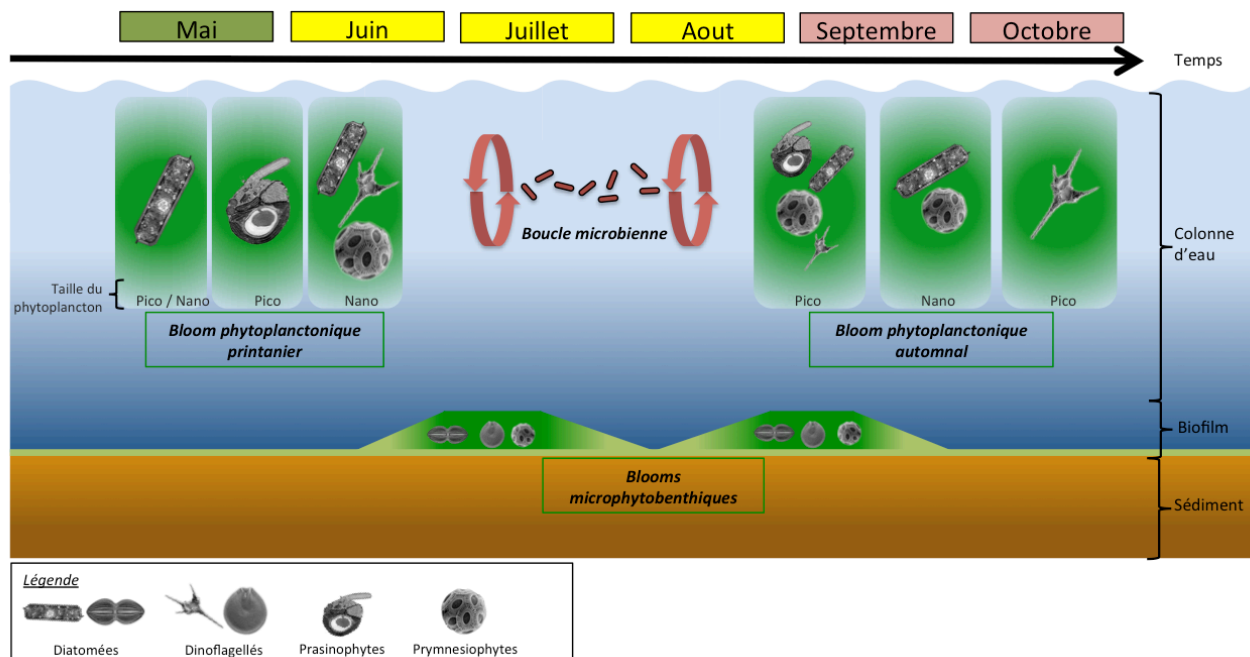 Mai
Juin
Juillet
Aout
Septembre
Octobre
Temps
Boucle microbienne
Colonne
d'eau
Taille du
phytoplancton
Pico / Nano
Pico
Nano
Pico
Nano
Pico
Bloom phytoplanctonique
printanier
Bloom phytoplanctonique
automnal
Biofilm
Blooms
microphytobenthiques
Sédiment
Légende
Diatomées
Dinoflagellés
Prasinophytes
Prymnesiophytes